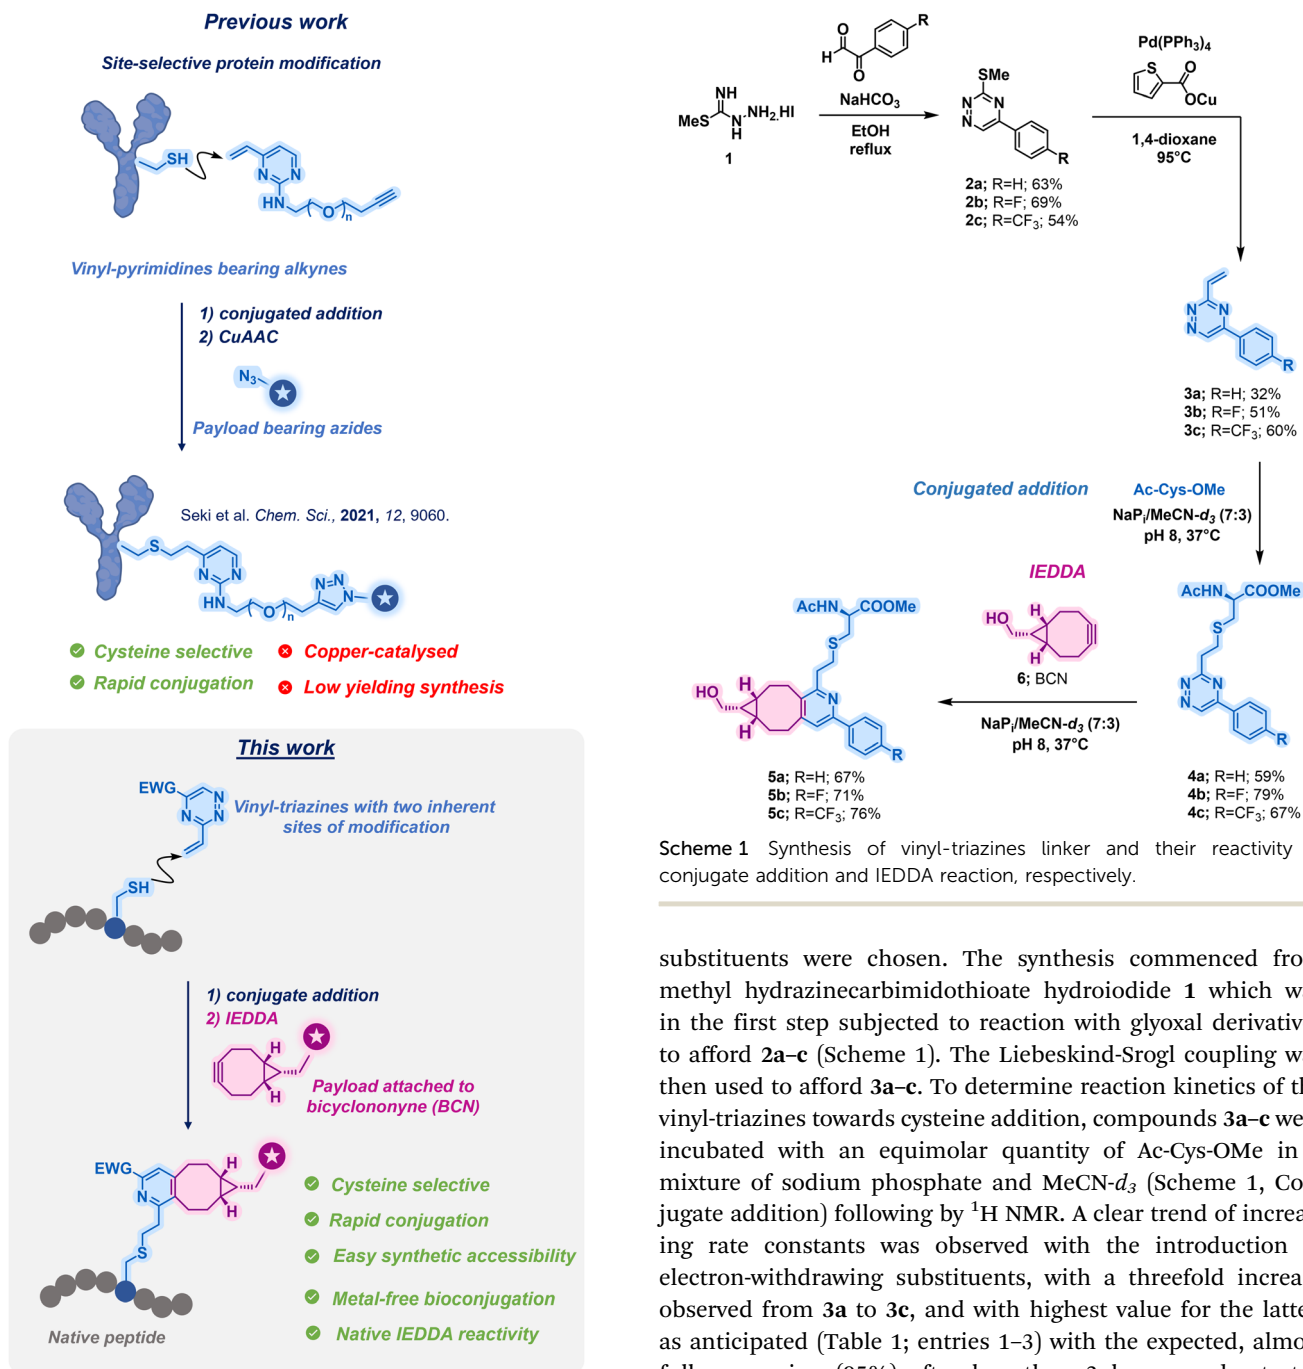 Previous work
Site-selective protein modification
SH
N
N
HN
O
n
Vinyl-pyrimidines bearing alkynes
1) conjugated addition
2) CuAAC
N3
Payload bearing azides
Seki et al. Chem. Sci., 2021, 12, 9060.
S
N
N
HN
O
n
N
N
N
Cysteine selective
Copper-catalysed
Rapid conjugation
Low yielding synthesis
This work
EWG
N
N
N
Vinyl-triazines with two inherent
sites of modification
SH
1) conjugate addition
2) IEDDA
H
H
Payload attached to
bicyclononyne (BCN)
EWG
N
H
H
S
Cysteine selective
Rapid conjugation
Easy synthetic accessibility
Metal-free bioconjugation
Native IEDDA reactivity
Native peptide
NH
MeS
N
H
NH2.HI
1
O
H
O
R
NaHCO3
EtOH
reflux
SMe
N
N
N
R
2a; R=H; 63%
2b; R=F; 69%
2c; R=CF3; 54%
Pd(PPh3)4
S
O
OCu
1,4-dioxane
95°C
N
N
N
R
3a; R=H; 32%
3b; R=F; 51%
3c; R=CF3; 60%
Conjugated addition
Ac-Cys-OMe
NaPi/MeCN-d3 (7:3)
pH 8, 37°C
AcHN
COOMe
S
N
N
N
R
4a; R=H; 59%
4b; R=F; 79%
4c; R=CF3; 67%
IEDDA
HO
H
H
6; BCN
NaPi/MeCN-d3 (7:3)
pH 8, 37°C
AcHN
COOMe
S
HO
H
H
N
R
5a; R=H; 67%
5b; R=F; 71%
5c; R=CF3; 76%
Scheme 1 Synthesis of vinyl-triazines linker and their reactivity
conjugate addition and IEDDA reaction, respectively.
substituents were chosen. The synthesis commenced fro
methyl hydrazinecarbimidothioate hydroiodide 1 which w
in the first step subjected to reaction with glyoxal derivativ
to afford 2a–c (Scheme 1). The Liebeskind-Srogl coupling w
then used to afford 3a–c. To determine reaction kinetics of th
vinyl-triazines towards cysteine addition, compounds 3a–c we
incubated with an equimolar quantity of Ac-Cys-OMe in
mixture of sodium phosphate and MeCN-d3 (Scheme 1, Co
jugate addition) following by 1H NMR. A clear trend of increa
ing rate constants was observed with the introduction
electron-withdrawing substituents, with a threefold increa
observed from 3a to 3c, and with highest value for the latte
as anticipated (Table 1; entries 1–3) with the expected, almo